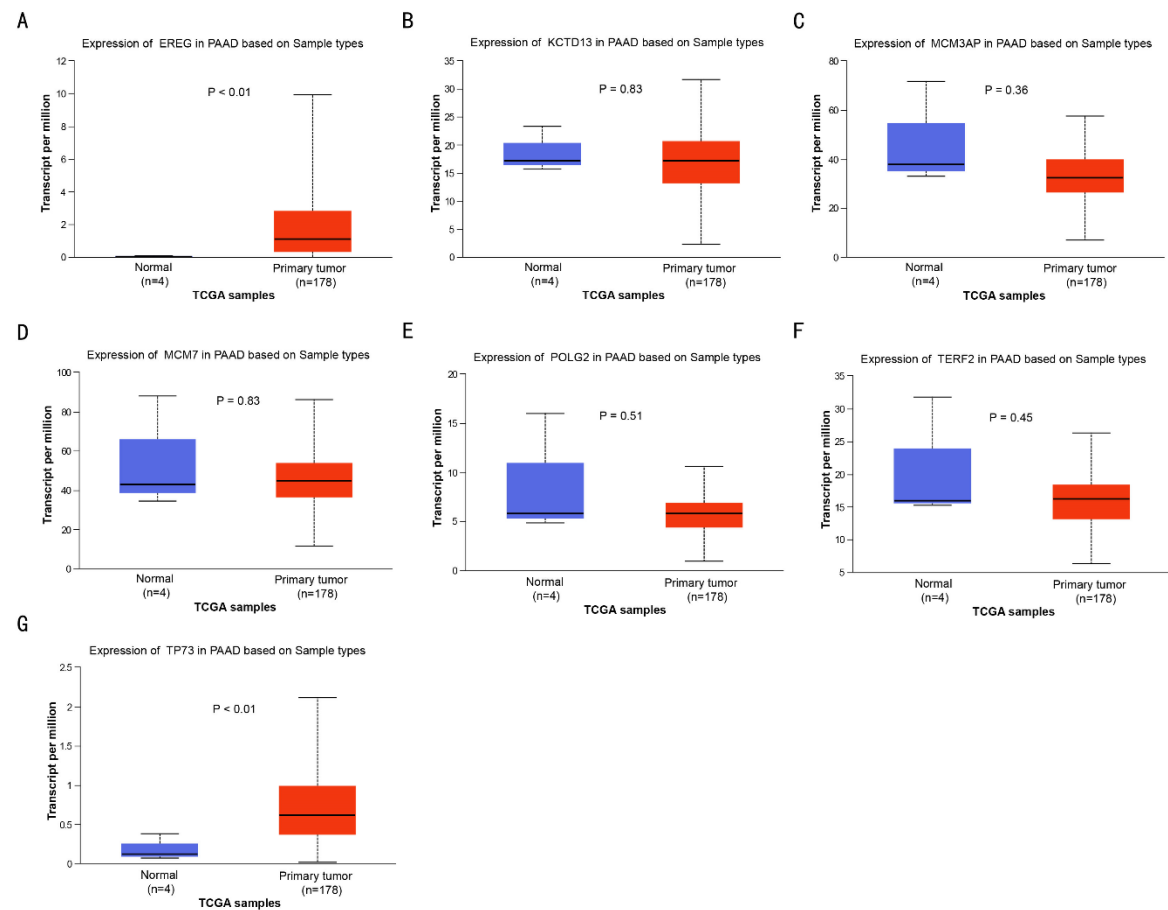 A
Expression of EREG in PAAD based on Sample types
P < 0.01
Transcript per million
12
10
8
6
4
2
0
Normal
(n=4)
Primary tumor
(n=178)
TCGA samples
B
Expression of KCTD13 in PAAD based on Sample types
P = 0.83
Transcript per million
35
30
25
20
15
10
5
0
Normal
(n=4)
Primary tumor
(n=178)
TCGA samples
C
Expression of MCM3AP in PAAD based on Sample types
P = 0.36
Transcript per million
80
60
40
20
0
Normal
(n=4)
Primary tumor
(n=178)
TCGA samples
D
Expression of MCM7 in PAAD based on Sample types
P = 0.83
Transcript per million
100
80
60
40
20
0
Normal
(n=4)
Primary tumor
(n=178)
TCGA samples
E
Expression of POLG2 in PAAD based on Sample types
P = 0.51
Transcript per million
20
15
10
5
0
Normal
(n=4)
Primary tumor
(n=178)
TCGA samples
F
Expression of TERF2 in PAAD based on Sample types
P = 0.45
Transcript per million
35
30
25
20
15
10
5
Normal
(n=4)
Primary tumor
(n=178)
TCGA samples
G
Expression of TP73 in PAAD based on Sample types
P < 0.01
Transcript per million
2.5
2
1.5
1
0.5
0
Normal
(n=4)
Primary tumor
(n=178)
TCGA samples